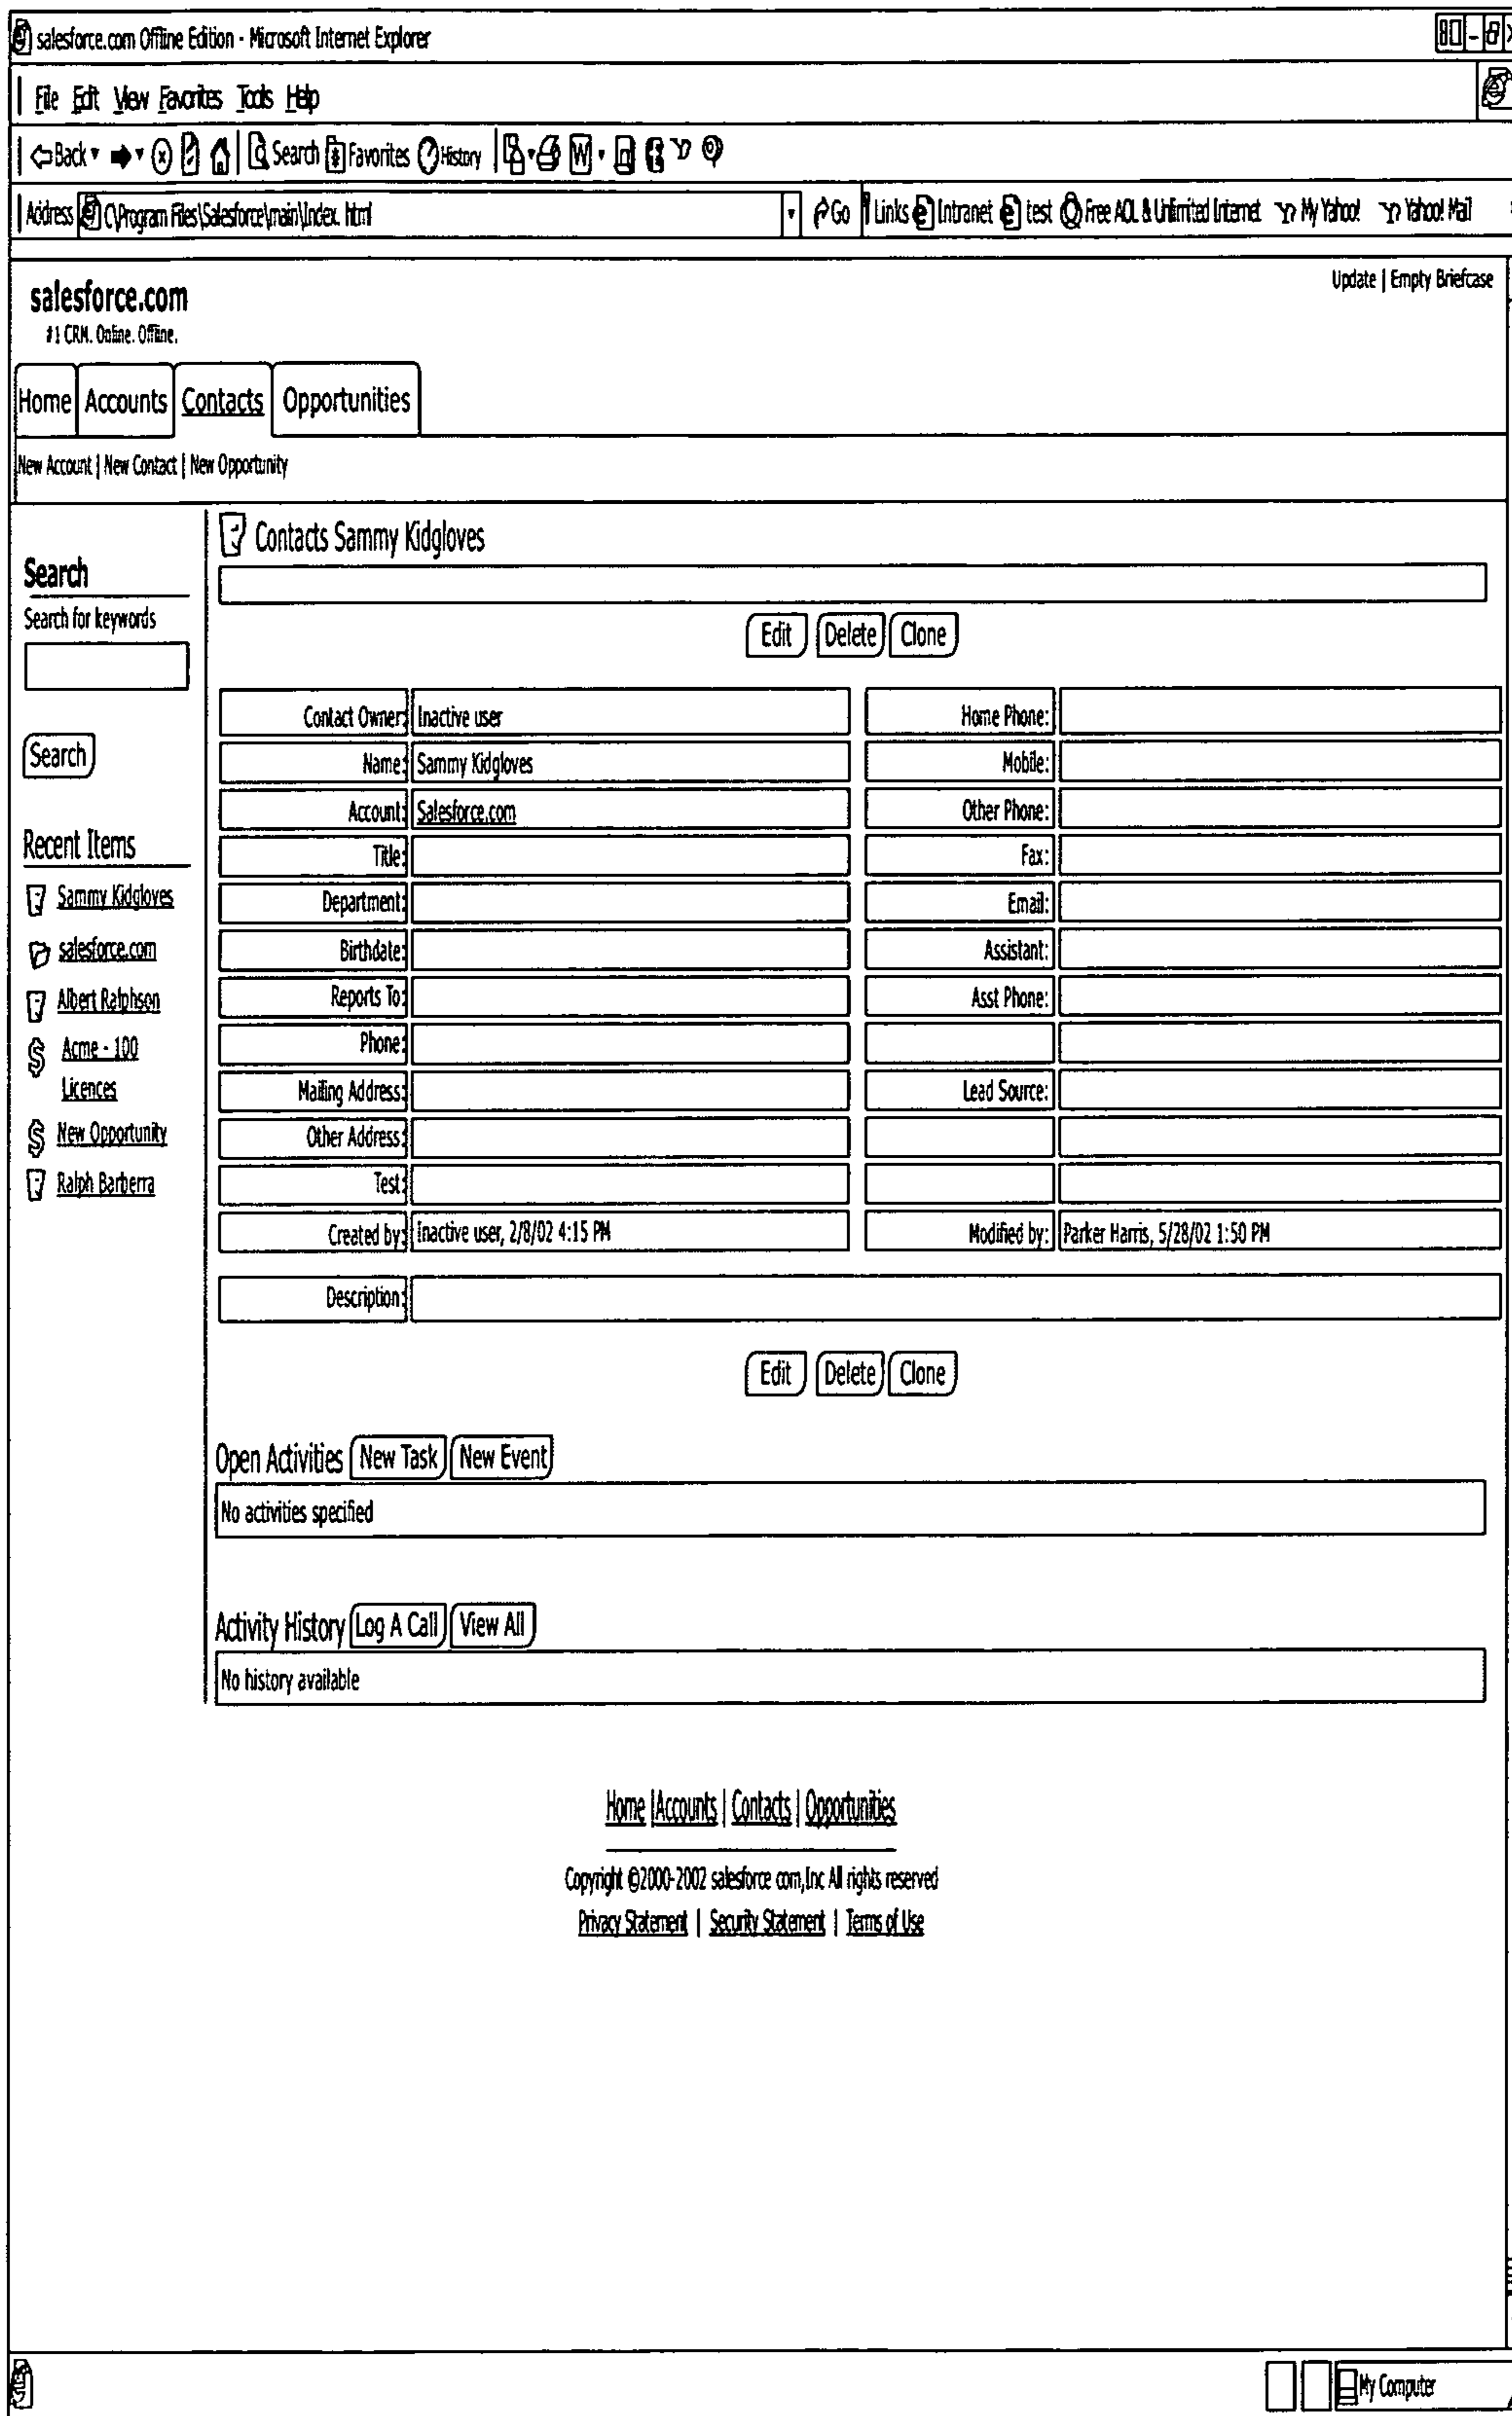 salesforce.com Offline Edition - Microsoft Internet Explorer
File Edit View Favorites Tools Help
Back Search Favorites History
Address C:\Program Files\Salesforce\main\Index. html Go Links Intranet test Free AOL & Unlimited Internet My Yahoo! Yahoo! Mail
Update | Empty Briefcase
salesforce.com
#1 CRM. Online. Offline.
Home Accounts Contacts Opportunities
New Account | New Contact | New Opportunity
Contacts Sammy Kidgloves
Edit Delete Clone
Search
Search for keywords
Search
Recent Items
Sammy Kidgloves
salesforce.com
Albert Ralphson
Acme - 100
Licences
New Opportunity
Ralph Barberra
Contact Owner: Inactive user Home Phone:
Name: Sammy Kidgloves Mobile:
Account: Salesforce.com Other Phone:
Title: Fax:
Department: Email:
Birthdate: Assistant:
Reports To: Asst Phone:
Phone:
Mailing Address: Lead Source:
Other Address:
Test:
Created by: Inactive user, 2/8/02 4:15 PM Modified by: Parker Harris, 5/28/02 1:50 PM
Description:
Edit Delete Clone
Open Activities New Task New Event
No activities specified
Activity History Log A Call View All
No history available
Home |Accounts | Contacts | Opportunities
Copyright ©2000-2002 salesforce com,Inc All rights reserved
Privacy Statement | Security Statement | Terms of Use
My Computer